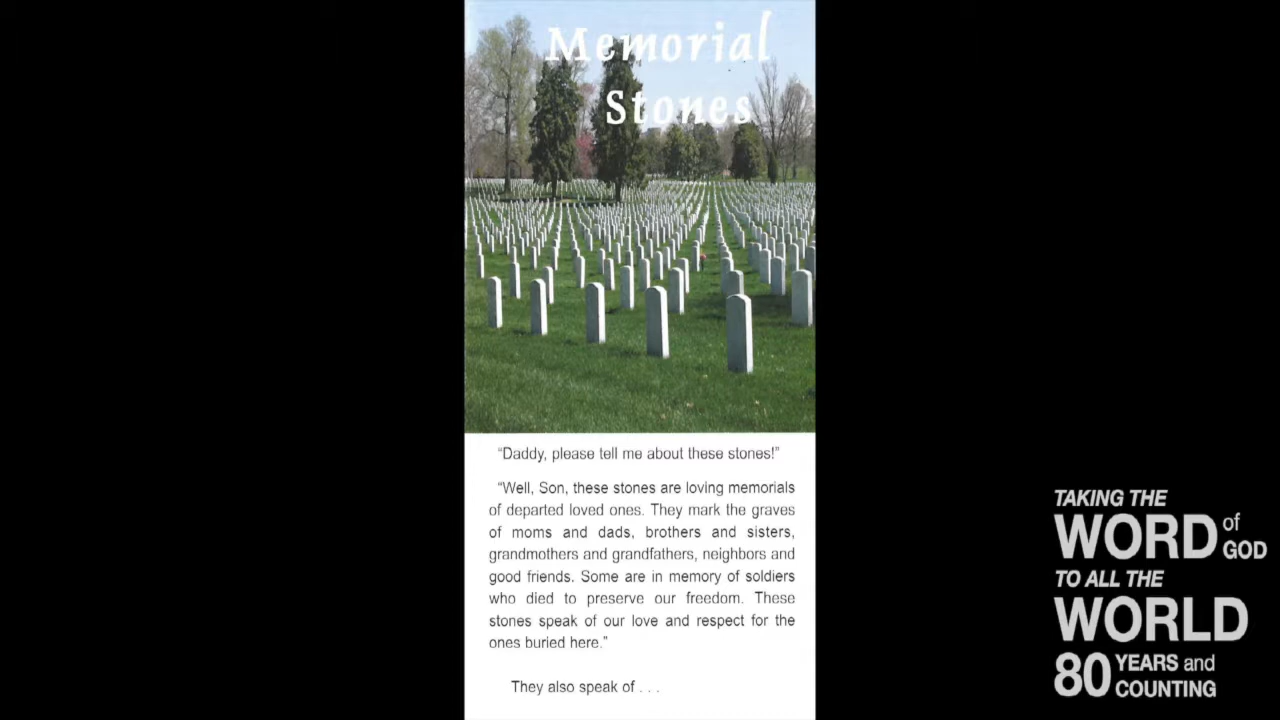 Memorial
Stones
“Daddy, please tell me about these stones!”
“Well, Son, these stones are loving memorials
of departed loved ones. They mark the graves
of moms and dads, brothers and sisters,
grandmothers and grandfathers, neighbors and
good friends. Some are in memory of soldiers
who died to preserve our freedom. These
stones speak of our love and respect for the
ones buried here.”
They also speak of . . .
TAKING THE
WORD of GOD
TO ALL THE
WORLD
80 YEARS and
COUNTING